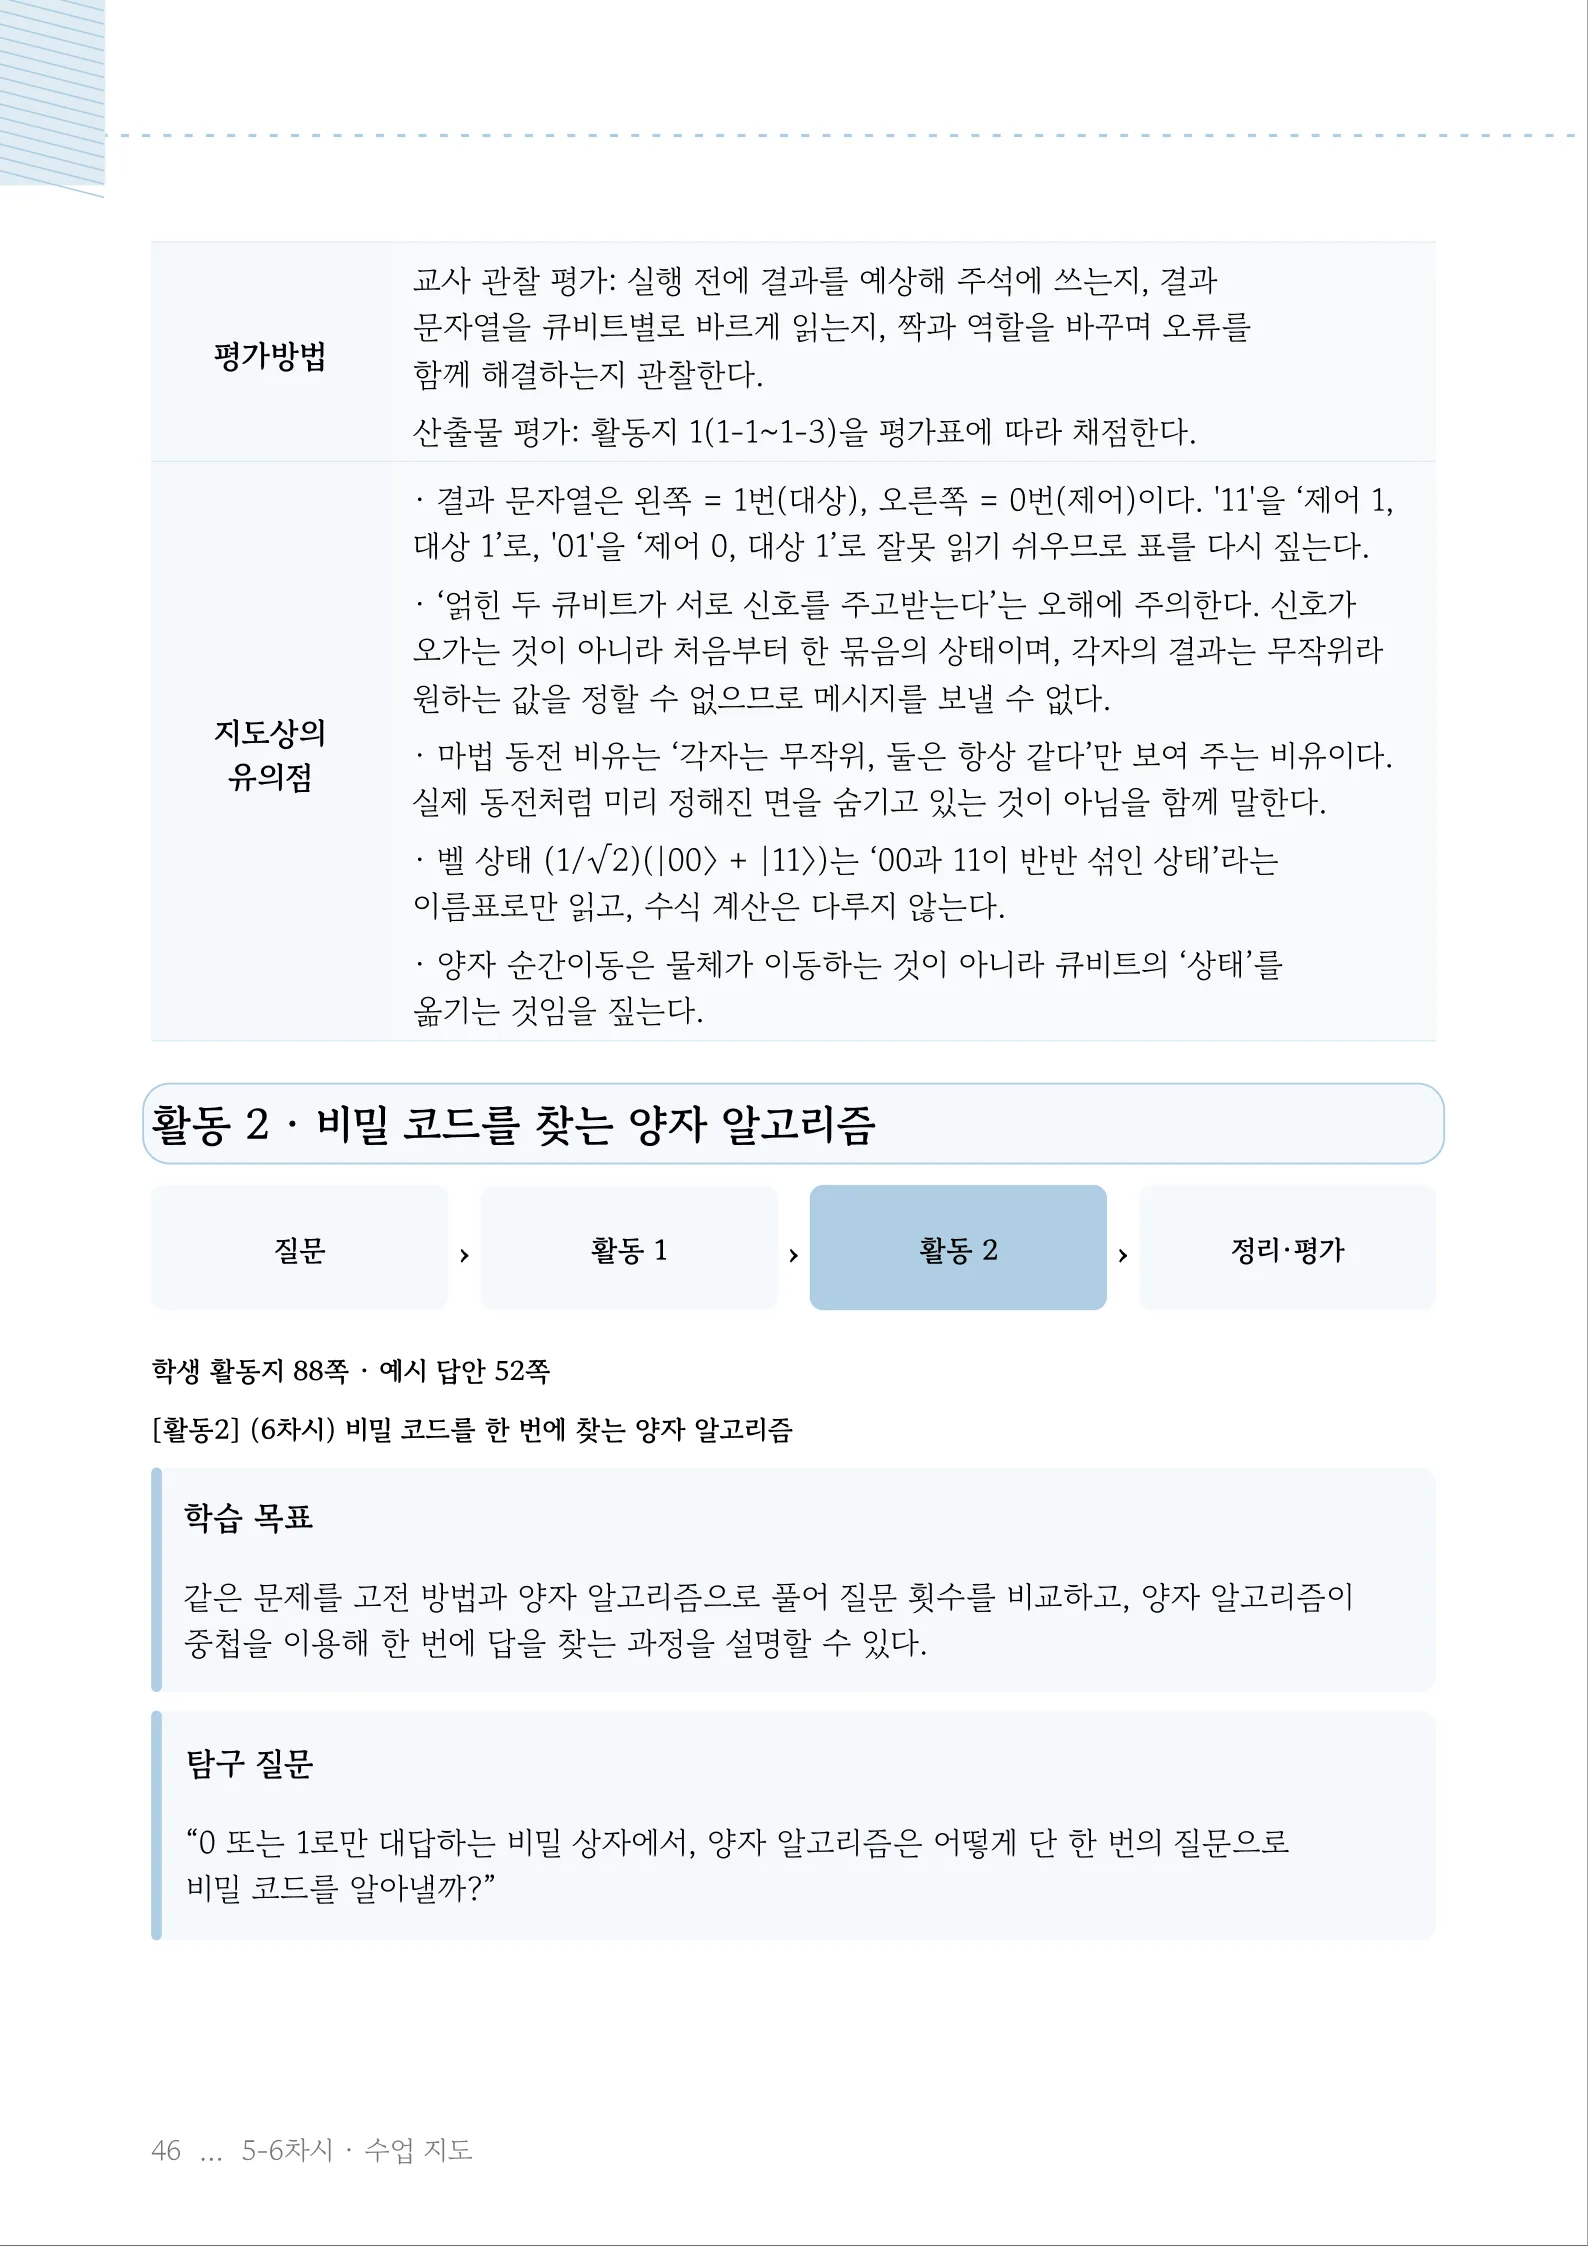 평가방법
교사 관찰 평가: 실행 전에 결과를 예상해 주석에 쓰는지, 결과
문자열을 큐비트별로 바르게 읽는지, 짝과 역할을 바꾸며 오류를
함께 해결하는지 관찰한다.
산출물 평가: 활동지 1(1-1~1-3)을 평가표에 따라 채점한다.
지도상의
유의점
· 결과 문자열은 왼쪽 = 1번(대상), 오른쪽 = 0번(제어)이다. '11'을 ‘제어 1,
대상 1’로, '01'을 ‘제어 0, 대상 1’로 잘못 읽기 쉬우므로 표를 다시 짚는다.
· ‘얽힌 두 큐비트가 서로 신호를 주고받는다’는 오해에 주의한다. 신호가
오가는 것이 아니라 처음부터 한 묶음의 상태이며, 각자의 결과는 무작위라
원하는 값을 정할 수 없으므로 메시지를 보낼 수 없다.
· 마법 동전 비유는 ‘각자는 무작위, 둘은 항상 같다’만 보여 주는 비유이다.
실제 동전처럼 미리 정해진 면을 숨기고 있는 것이 아님을 함께 말한다.
· 벨 상태 (1/√2)(|00⟩ + |11⟩)는 ‘00과 11이 반반 섞인 상태’라는
이름표로만 읽고, 수식 계산은 다루지 않는다.
· 양자 순간이동은 물체가 이동하는 것이 아니라 큐비트의 ‘상태’를
옮기는 것임을 짚는다.
활동 2 · 비밀 코드를 찾는 양자 알고리즘
질문 › 활동 1 › 활동 2 › 정리·평가
학생 활동지 88쪽 · 예시 답안 52쪽
[활동2] (6차시) 비밀 코드를 한 번에 찾는 양자 알고리즘
학습 목표
같은 문제를 고전 방법과 양자 알고리즘으로 풀어 질문 횟수를 비교하고, 양자 알고리즘이
중첩을 이용해 한 번에 답을 찾는 과정을 설명할 수 있다.
탐구 질문
“0 또는 1로만 대답하는 비밀 상자에서, 양자 알고리즘은 어떻게 단 한 번의 질문으로
비밀 코드를 알아낼까?”
46 … 5-6차시 · 수업 지도